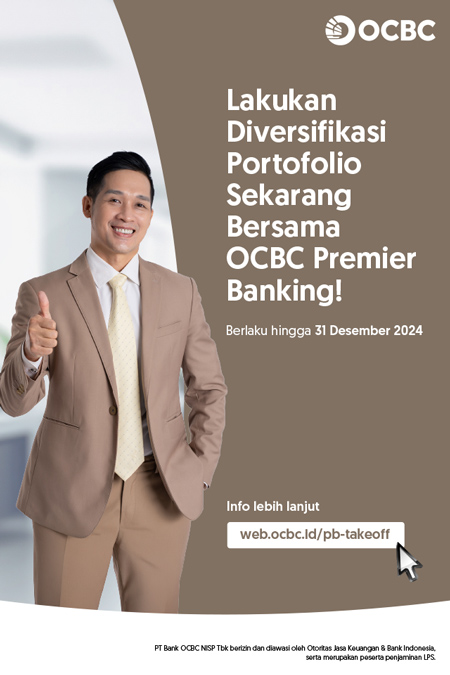 OCBC
Lakukan
Diversifikasi
Portofolio
Sekarang
Bersama
OCBC Premier
Banking!
Berlaku hingga 31 Desember 2024
Info lebih lanjut
web.ocbc.id/pb-takeoff
PT Bank OCBC NISP Tbk berizin dan diawasi oleh Otoritas Jasa Keuangan & Bank Indonesia,
serta merupakan peserta penjaminan LPS.